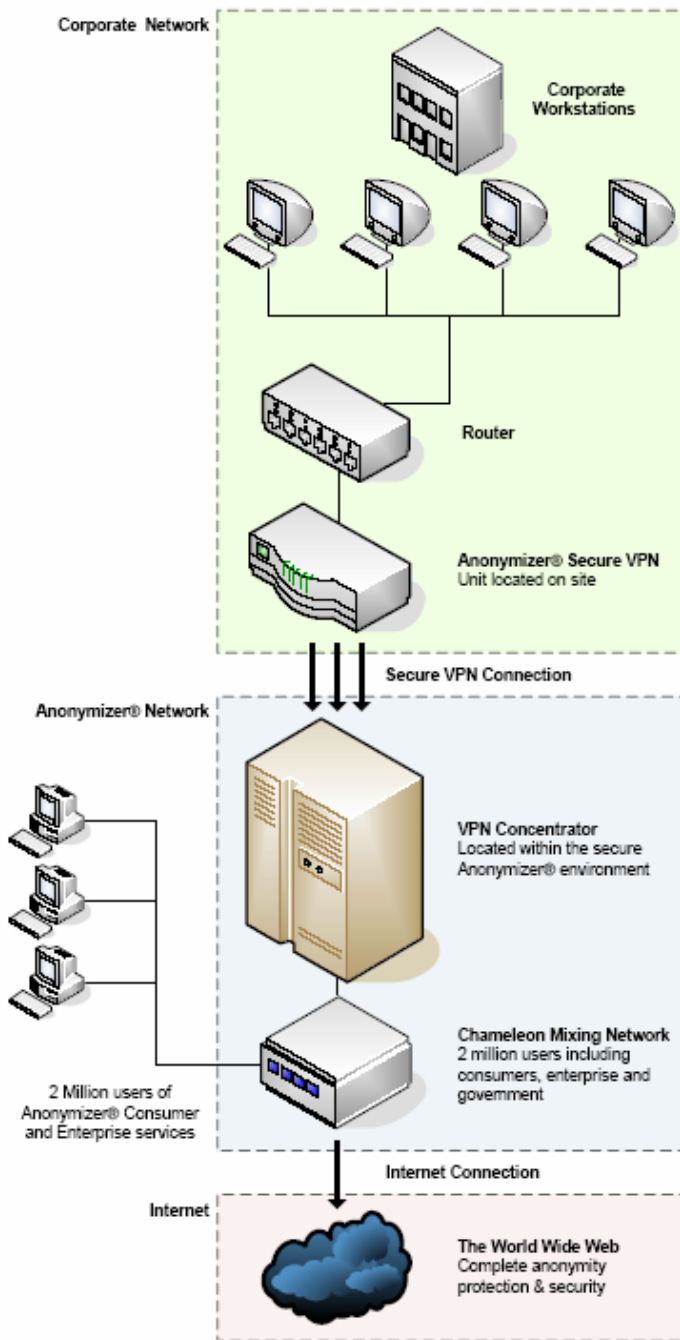 Corporate Network
Corporate
Workstations
Router
Anonymizer® Secure VPN
Unit located on site
Secure VPN Connection
Anonymizer® Network
VPN Concentrator
Located within the secure
Anonymizer® environment
Chameleon Mixing Network
2 million users including
consumers, enterprise and
government
2 Million users of
Anonymizer® Consumer
and Enterprise services
Internet Connection
Internet
The World Wide Web
Complete anonymity
protection & security